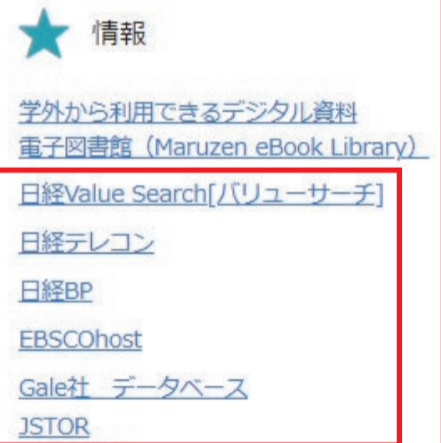 情報
学外から利用できるデジタル資料
電子図書館（Maruzen eBook Library）
日経Value Search[バリューサーチ]
日経テレコン
日経BP
EBSCOhost
Gale社　データベース
JSTOR